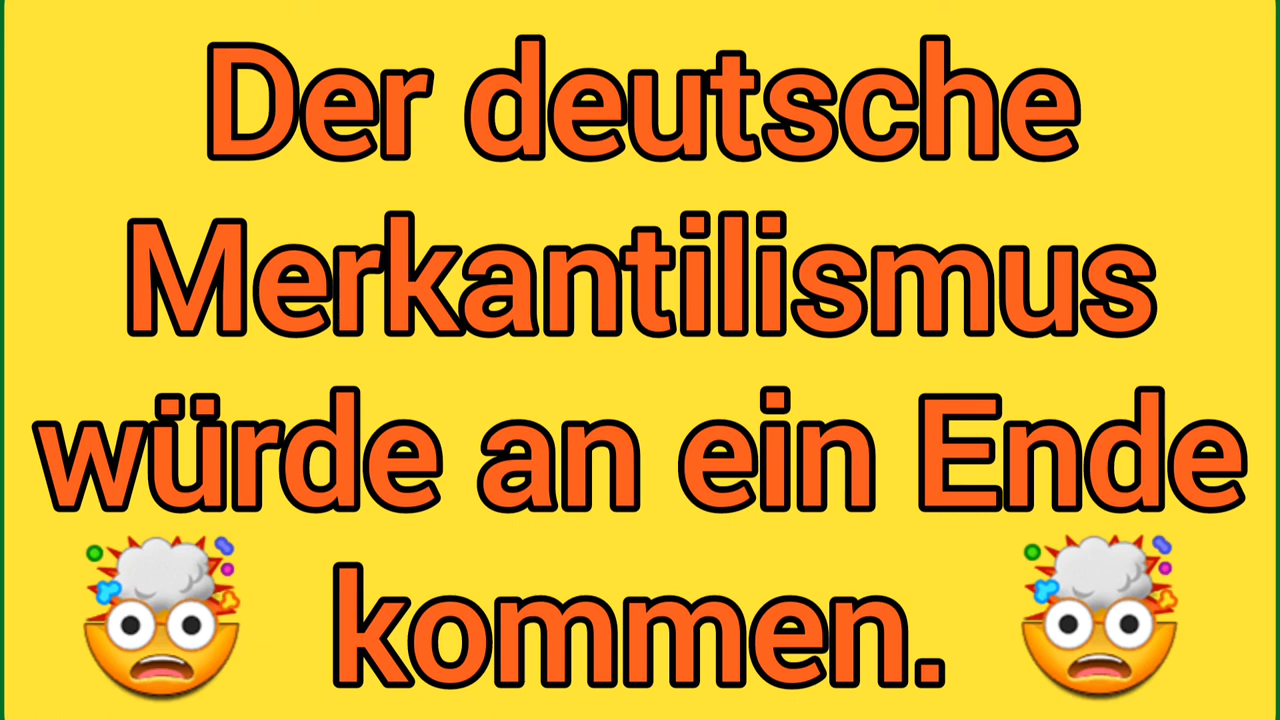 Der deutsche
Merkantilismus
würde an ein Ende
kommen.